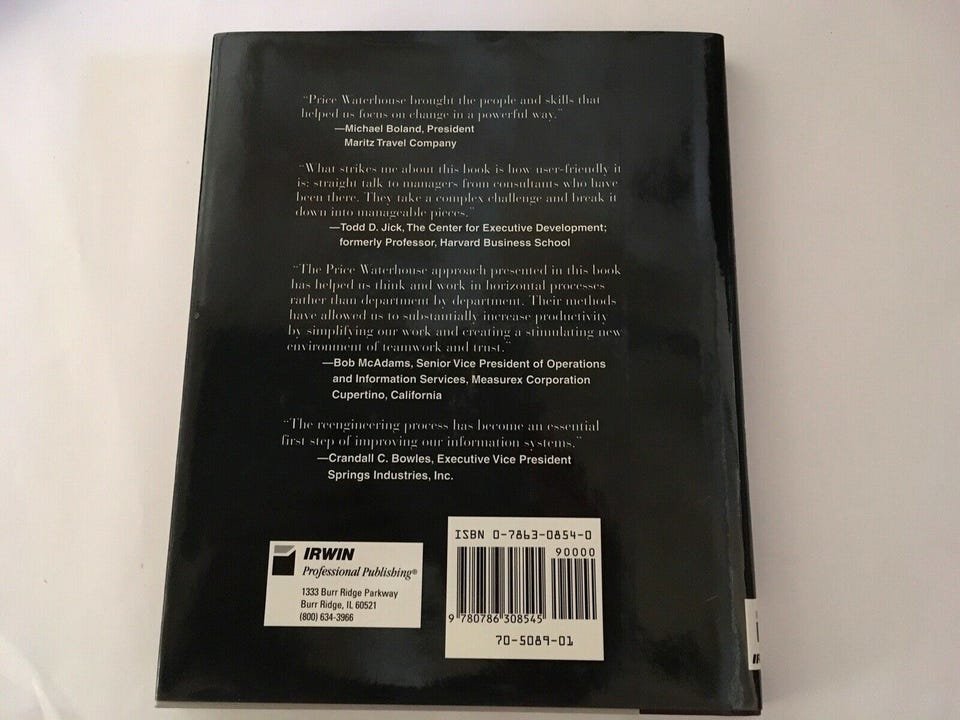 "Price Waterhouse brought the people and skills that
helped us focus on change in a powerful way."
—Michael Boland, President
Maritz Travel Company
"What strikes me about this book is how user-friendly it
is: straight talk to managers from consultants who have
been there. They take a complex challenge and break it
down into manageable pieces."
—Todd D. Jick, The Center for Executive Development;
formerly Professor, Harvard Business School
"The Price Waterhouse approach presented in this book
has helped us think and work in horizontal processes
rather than department by department. Their methods
have allowed us to substantially increase productivity
by simplifying our work and creating a stimulating new
environment of teamwork and trust."
—Bob McAdams, Senior Vice President of Operations
and Information Services, Measurex Corporation
Cupertino, California
"The reengineering process has become an essential
first step of improving our information systems."
—Crandall C. Bowles, Executive Vice President
Springs Industries, Inc.
IRWIN
Professional Publishing®
1333 Burr Ridge Parkway
Burr Ridge, IL 60521
(800) 634-3966
ISBN 0-7863-0854-0
90000
9 780786 308545
70-5089-01